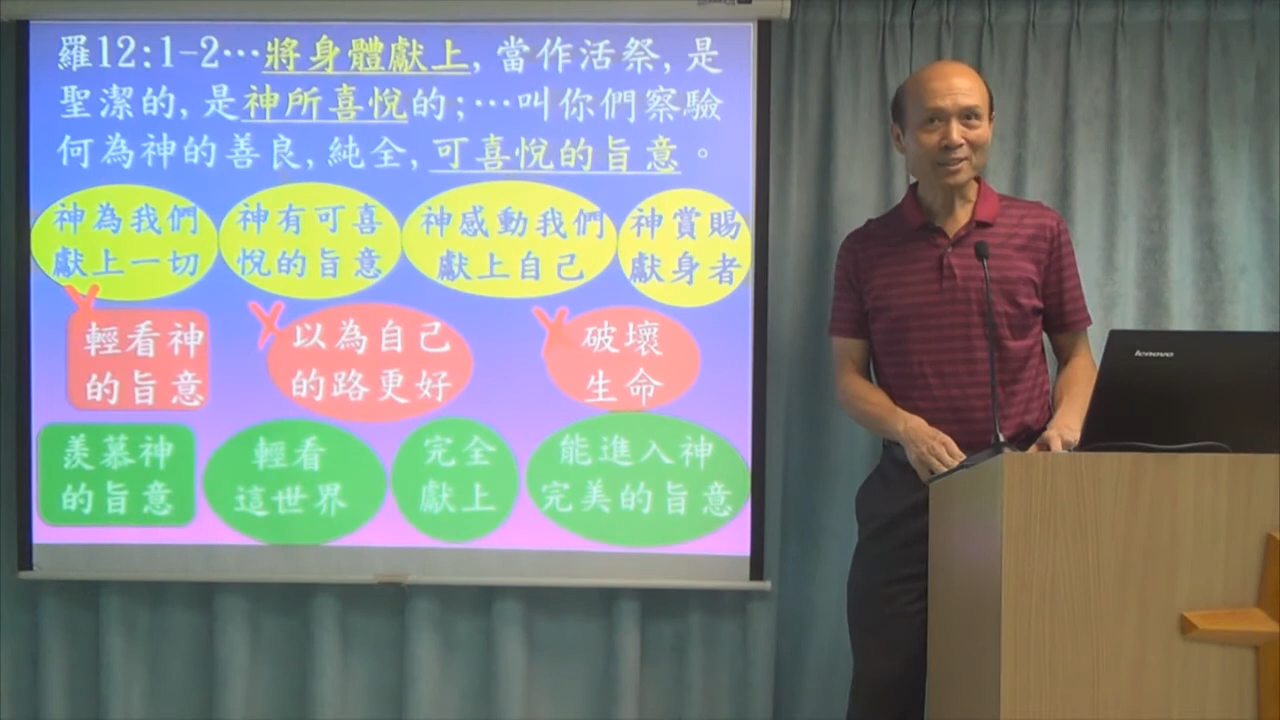 羅12:1-2…將身體獻上, 當作活祭, 是
聖潔的, 是神所喜悅的; …叫你們察驗
何為神的善良, 純全, 可喜悅的旨意。
神為我們
獻上一切
神有可喜
悅的旨意
神感動我們
獻上自己
神賞賜
獻身者
輕看神
的旨意
以為自己
的路更好
破壞
生命
羨慕神
的旨意
輕看
這世界
完全
獻上
能進入神
完美的旨意
lenovo